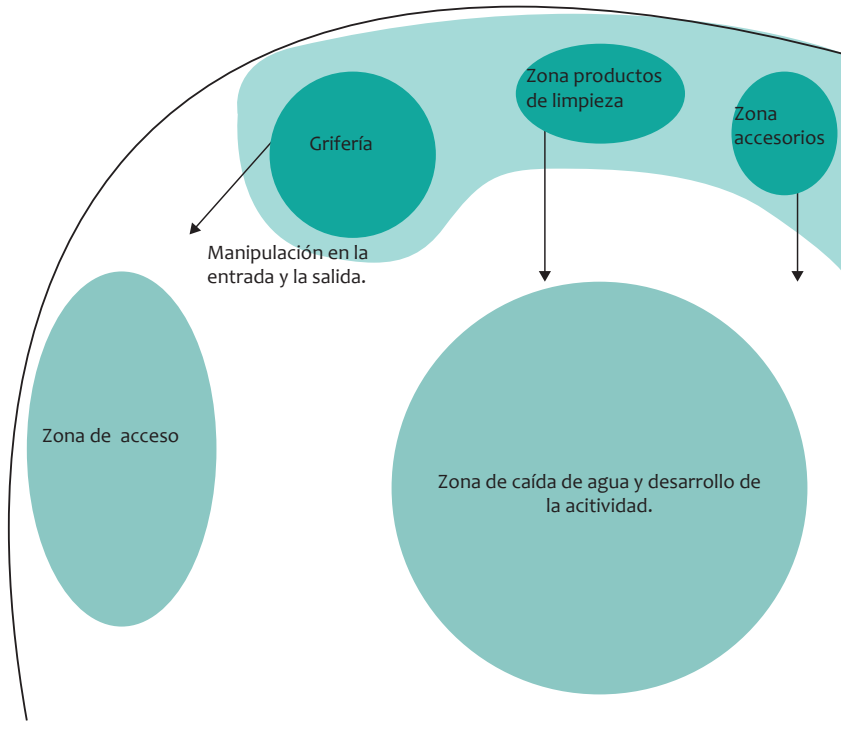 Zona productos
de limpieza
Zona
accesorios
Grifería
Manipulación en la
entrada y la salida.
Zona de acceso
Zona de caída de agua y desarrollo de
la acitividad.